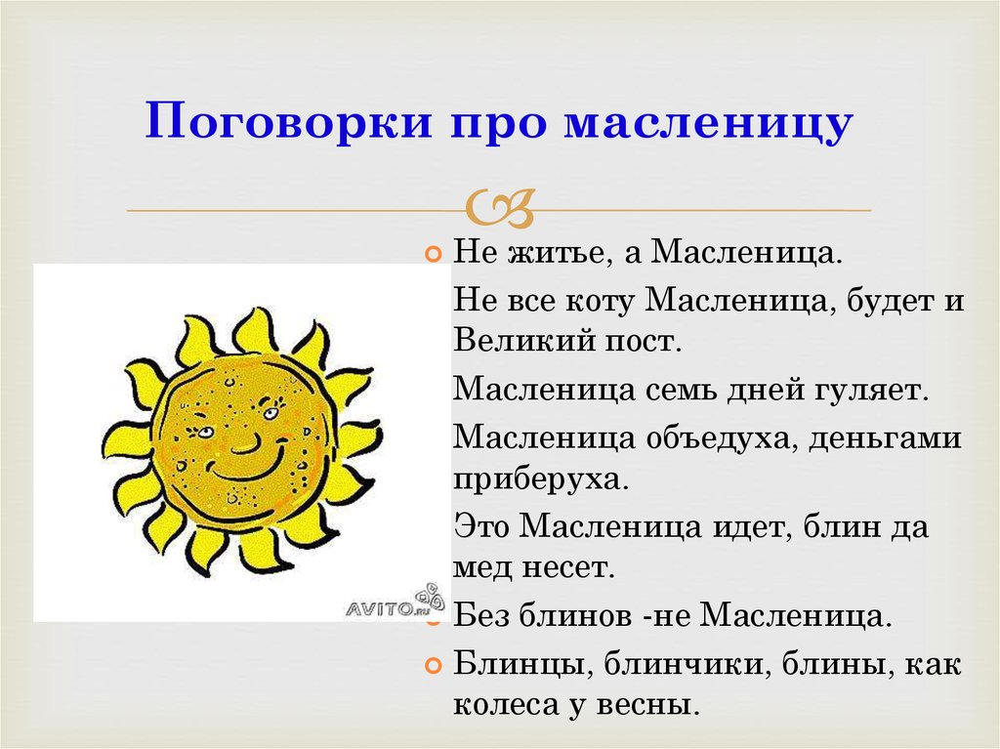 Поговорки про масленицу
Не житье, а Масленица.
Не все коту Масленица, будет и
Великий пост.
Масленица семь дней гуляет.
Масленица объедуха, деньгами
приберуха.
Это Масленица идет, блин да
мед несет.
Без блинов -не Масленица.
Блинцы, блинчики, блины, как
колеса у весны.
AVITO.ru